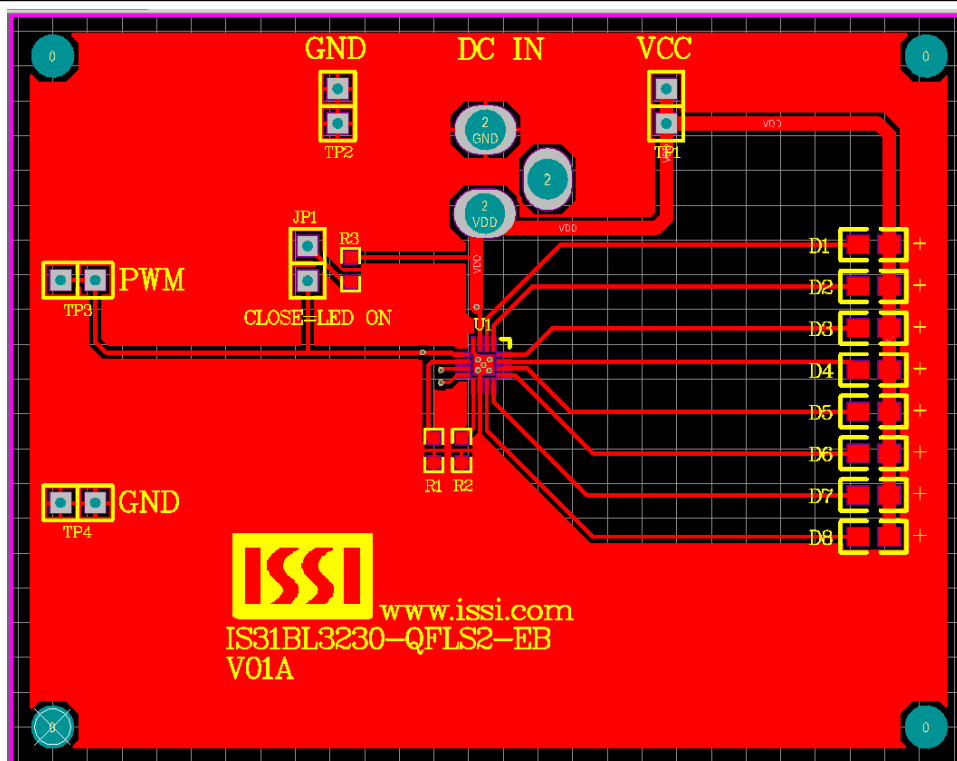 GND DC IN VCC
0 0
2
GND
TP2 TP1
VDD
VDD
2
2
VDD
VDD
JP1 R3
D1 +
VDD
PWM
D2 +
TP3
CLOSE=LED ON
U1
D3 +
D4 +
D5 +
D6 +
R1 R2
D7 +
GND
TP4
D8 +
ISSI
www.issi.com
IS31BL3230-QFLS2-EB
V01A
0 0